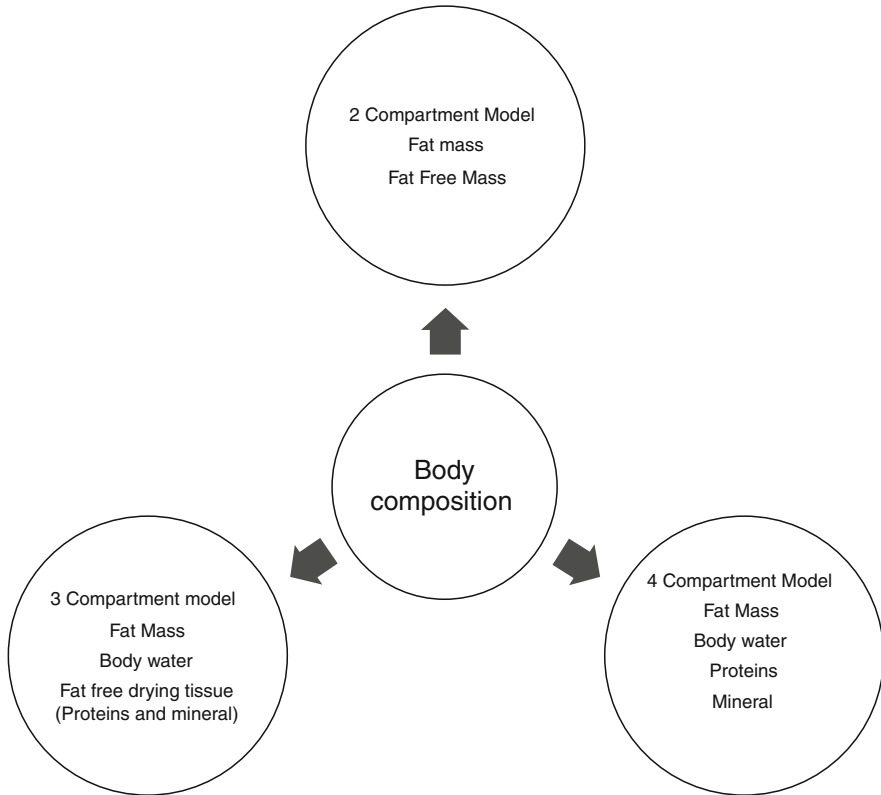 2 Compartment Model
Fat mass
Fat Free Mass
Body
composition
3 Compartment model
Fat Mass
Body water
Fat free drying tissue
(Proteins and mineral)
4 Compartment Model
Fat Mass
Body water
Proteins
Mineral